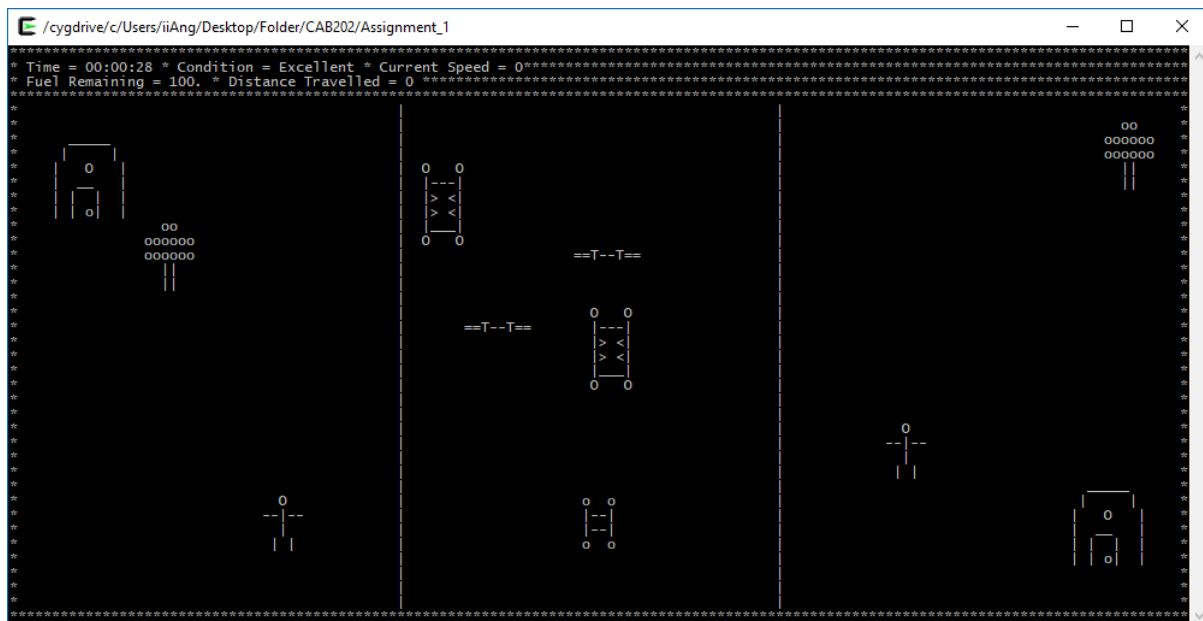 /cygdrive/c/Users/iiAng/Desktop/Folder/CAB202/Assignment_1
* Time = 00:00:28 * Condition = Excellent * Current Speed = 0
* Fuel Remaining = 100. * Distance Travelled = 0